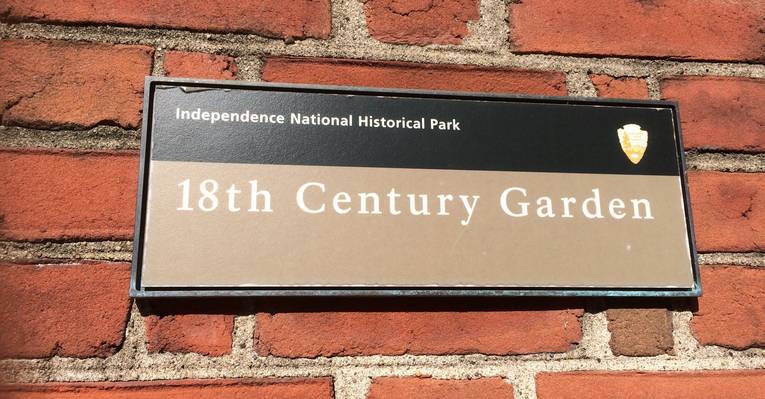 Independence National Historical Park
18th Century Garden